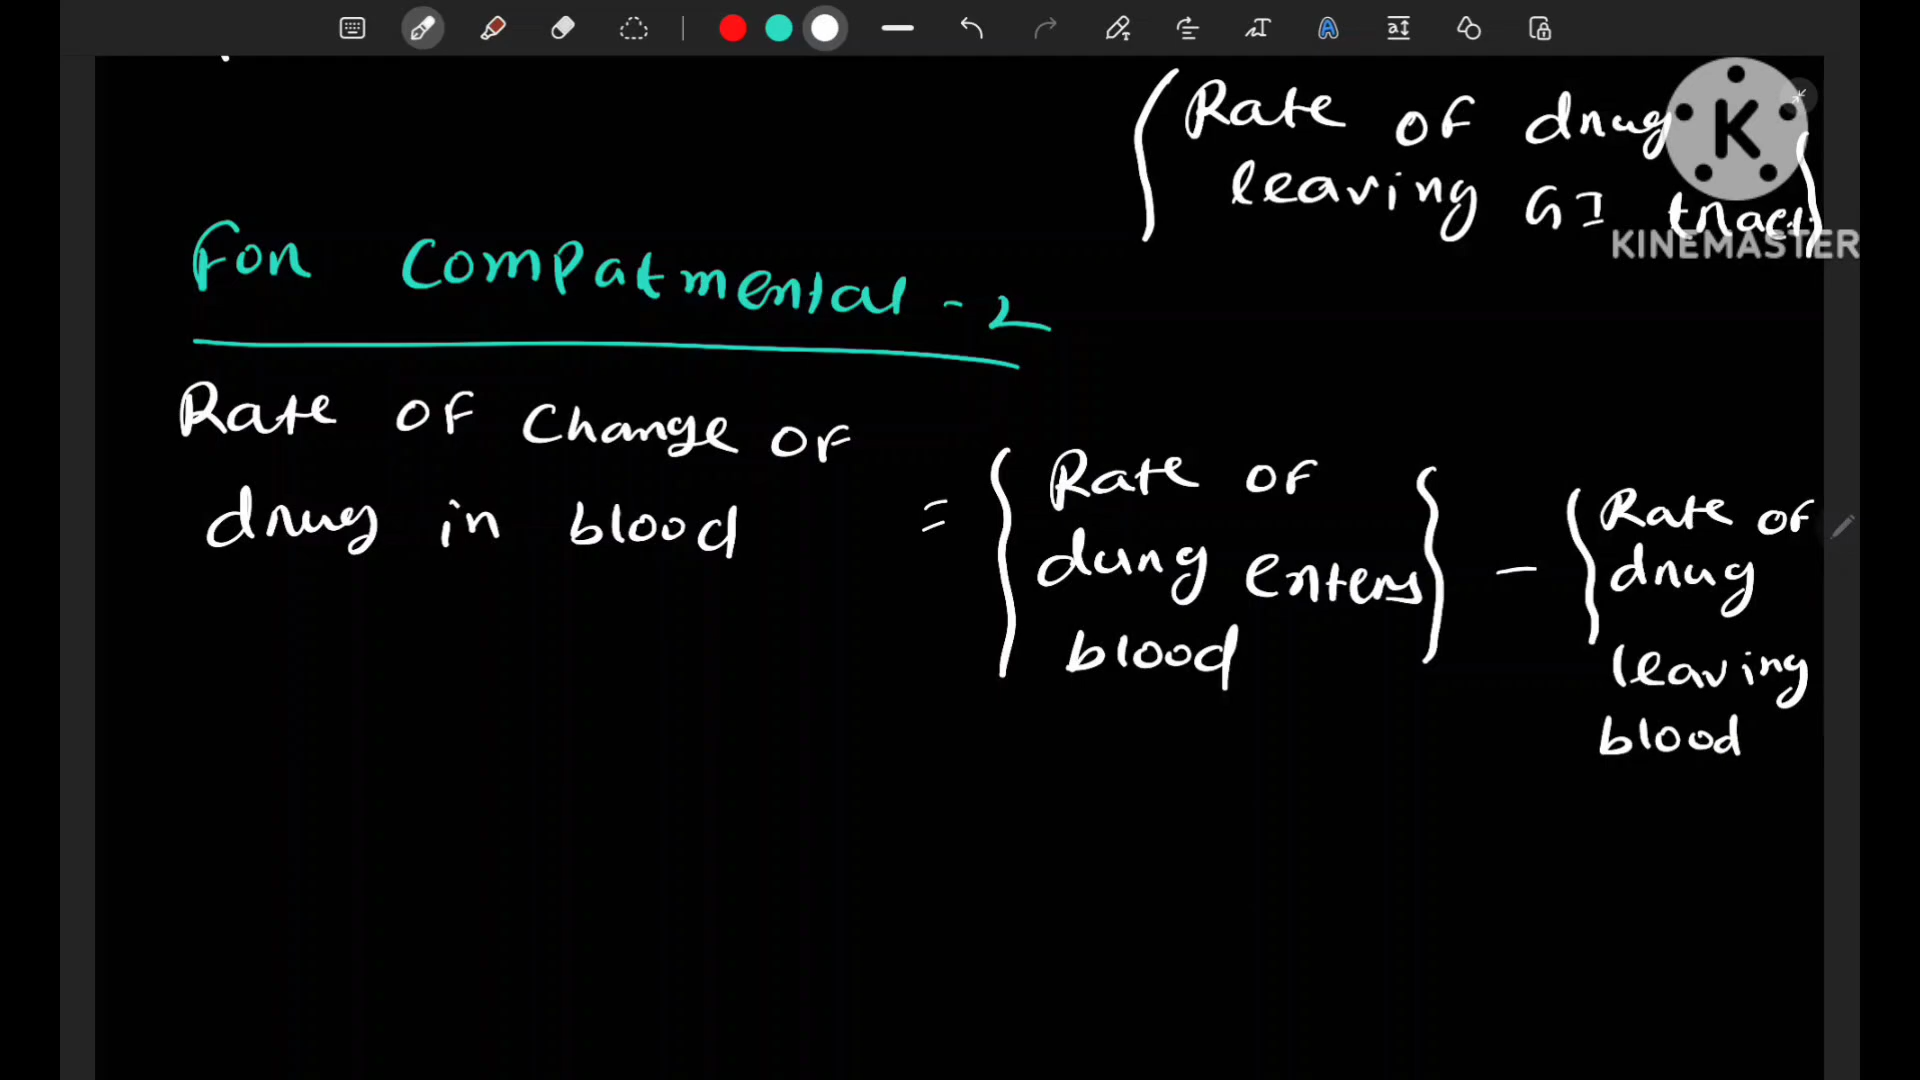 Rate of drug
leaving GI tract
K
KINEMASTER
For Compatmental - 2
Rate of Change of
drug in blood
= { Rate of
drug enters
blood } - { Rate of
drug
leaving
blood